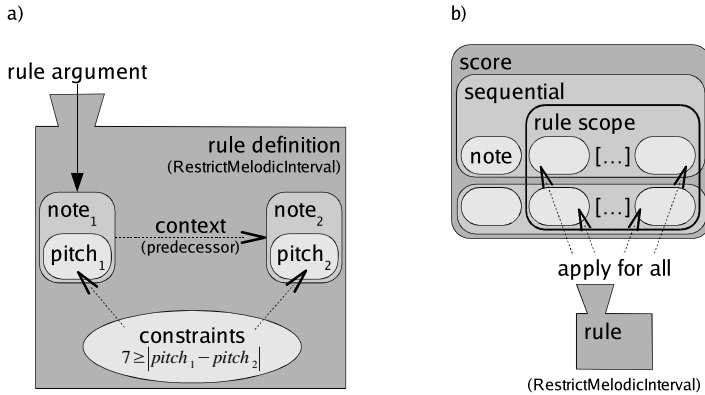 a)
rule argument
rule definition
(RestrictMelodicInterval)
note₁
context
(predecessor)
note₂
pitch₁
pitch₂
constraints
7≥|pitch₁−pitch₂|
b)
score
sequential
rule scope
note
[...]
[...]
apply for all
rule
(RestrictMelodicInterval)